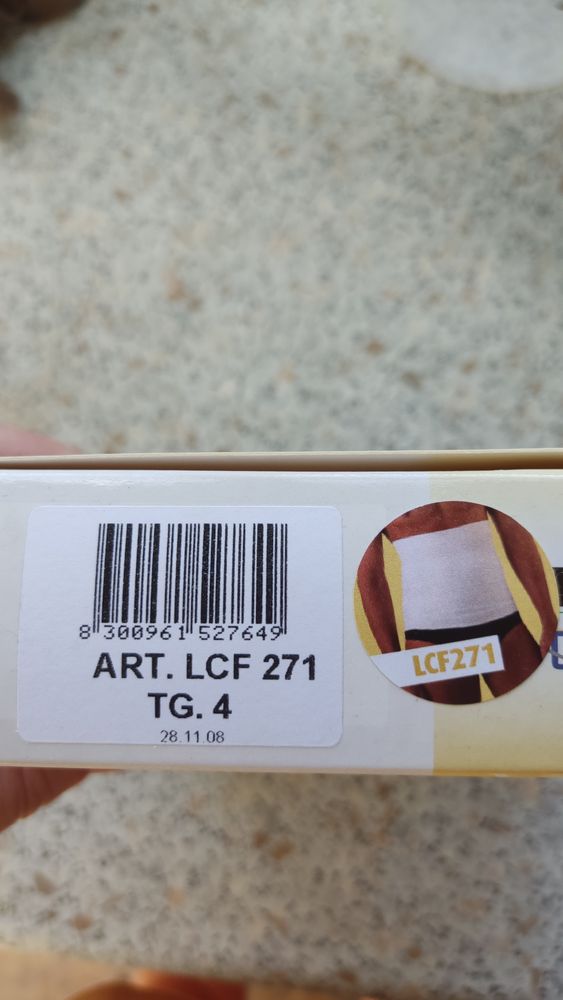 8 300961 527649
ART. LCF 271
TG. 4
28.11.08
LCF271